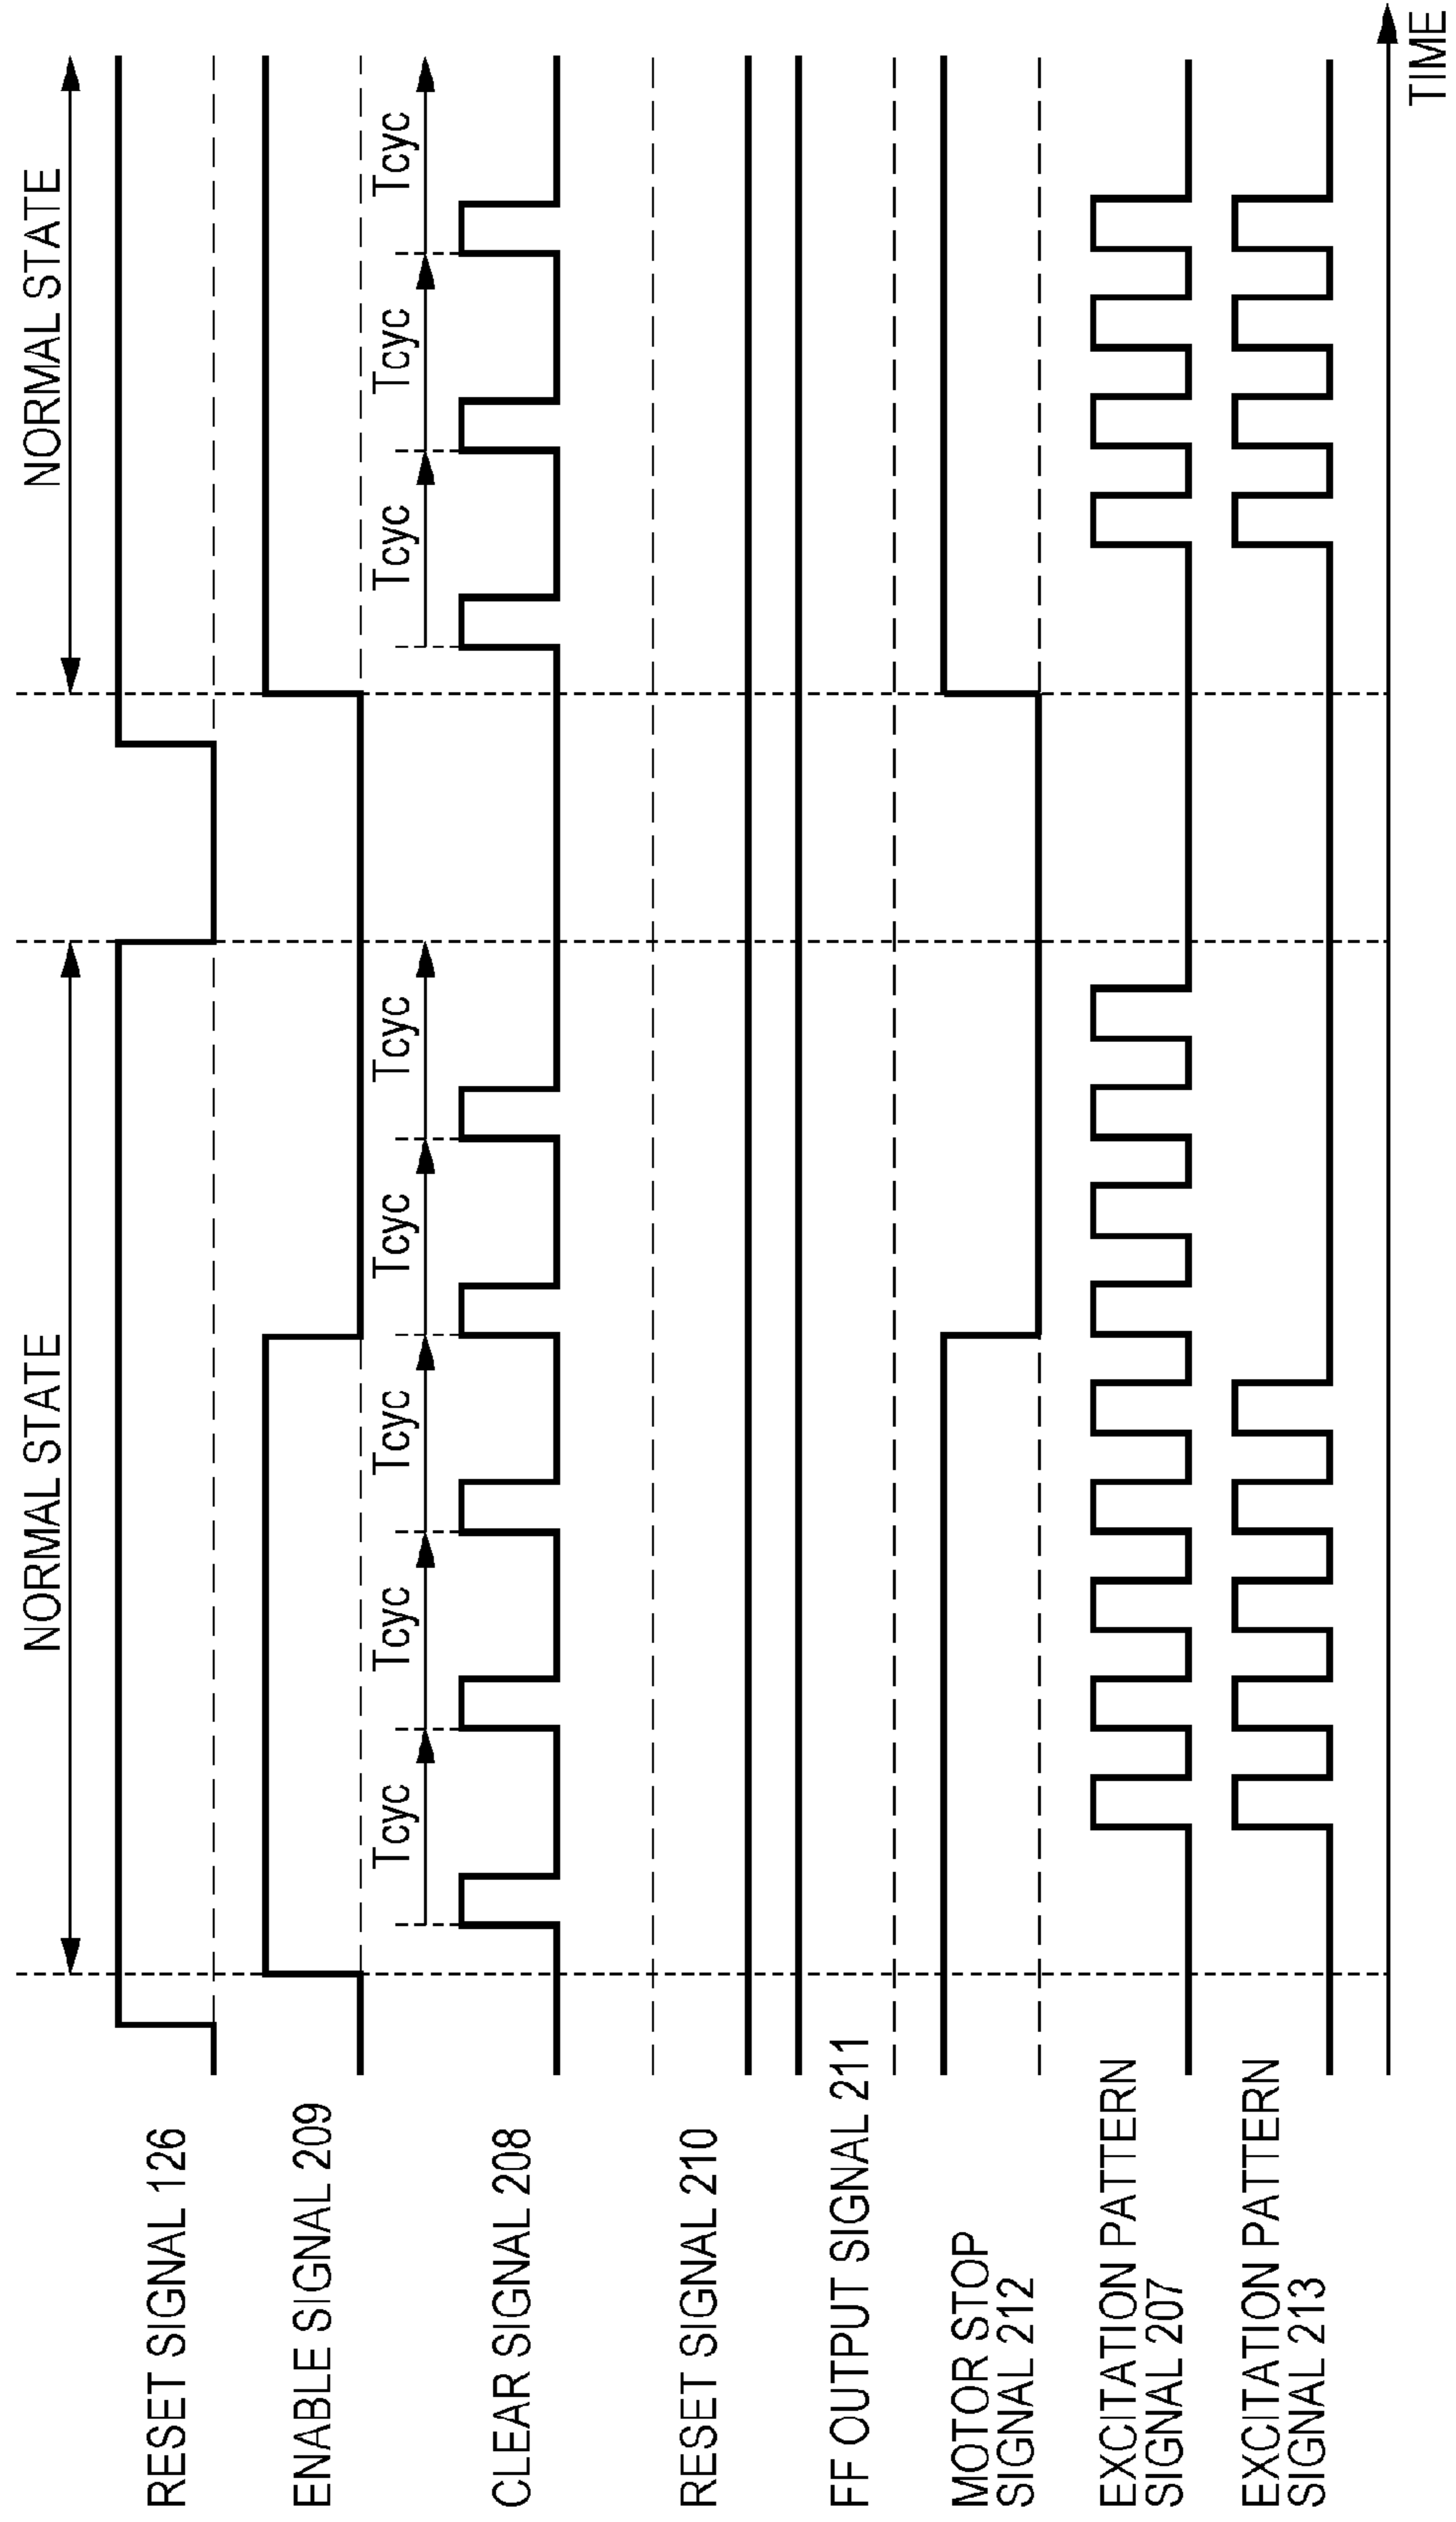 NORMAL STATE
NORMAL STATE
RESET SIGNAL 126
ENABLE SIGNAL 209
Tcyc
Tcyc
Tcyc
Tcyc
Tcyc
Tcyc
Tcyc
Tcyc
CLEAR SIGNAL 208
RESET SIGNAL 210
FF OUTPUT SIGNAL 211
MOTOR STOP
SIGNAL 212
EXCITATION PATTERN
SIGNAL 207
EXCITATION PATTERN
SIGNAL 213
TIME